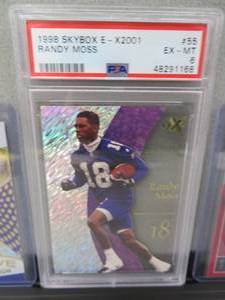 1998 SKYBOX E-X2001 #55
RANDY MOSS EX-MT
PSA 6
48291168
18
Randy
Moss
18